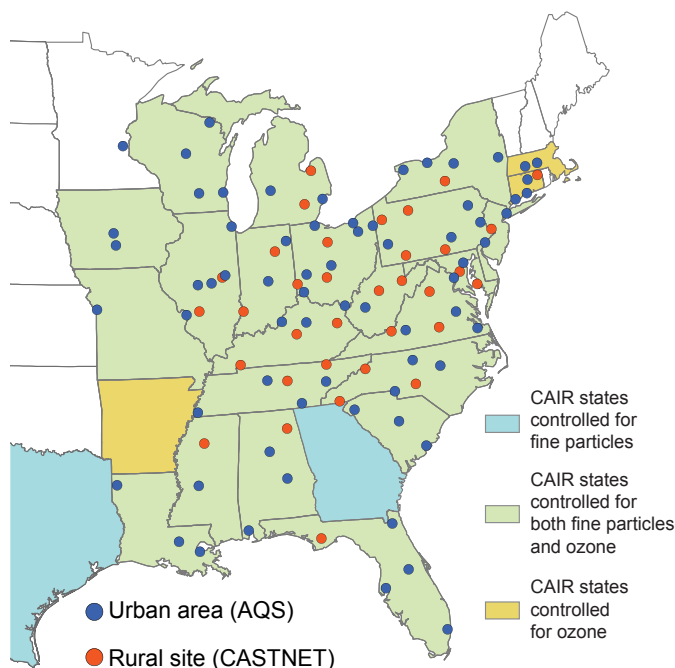 CAIR states
controlled for
fine particles
CAIR states
controlled for
both fine particles
and ozone
CAIR states
controlled
for ozone
Urban area (AQS)
Rural site (CASTNET)